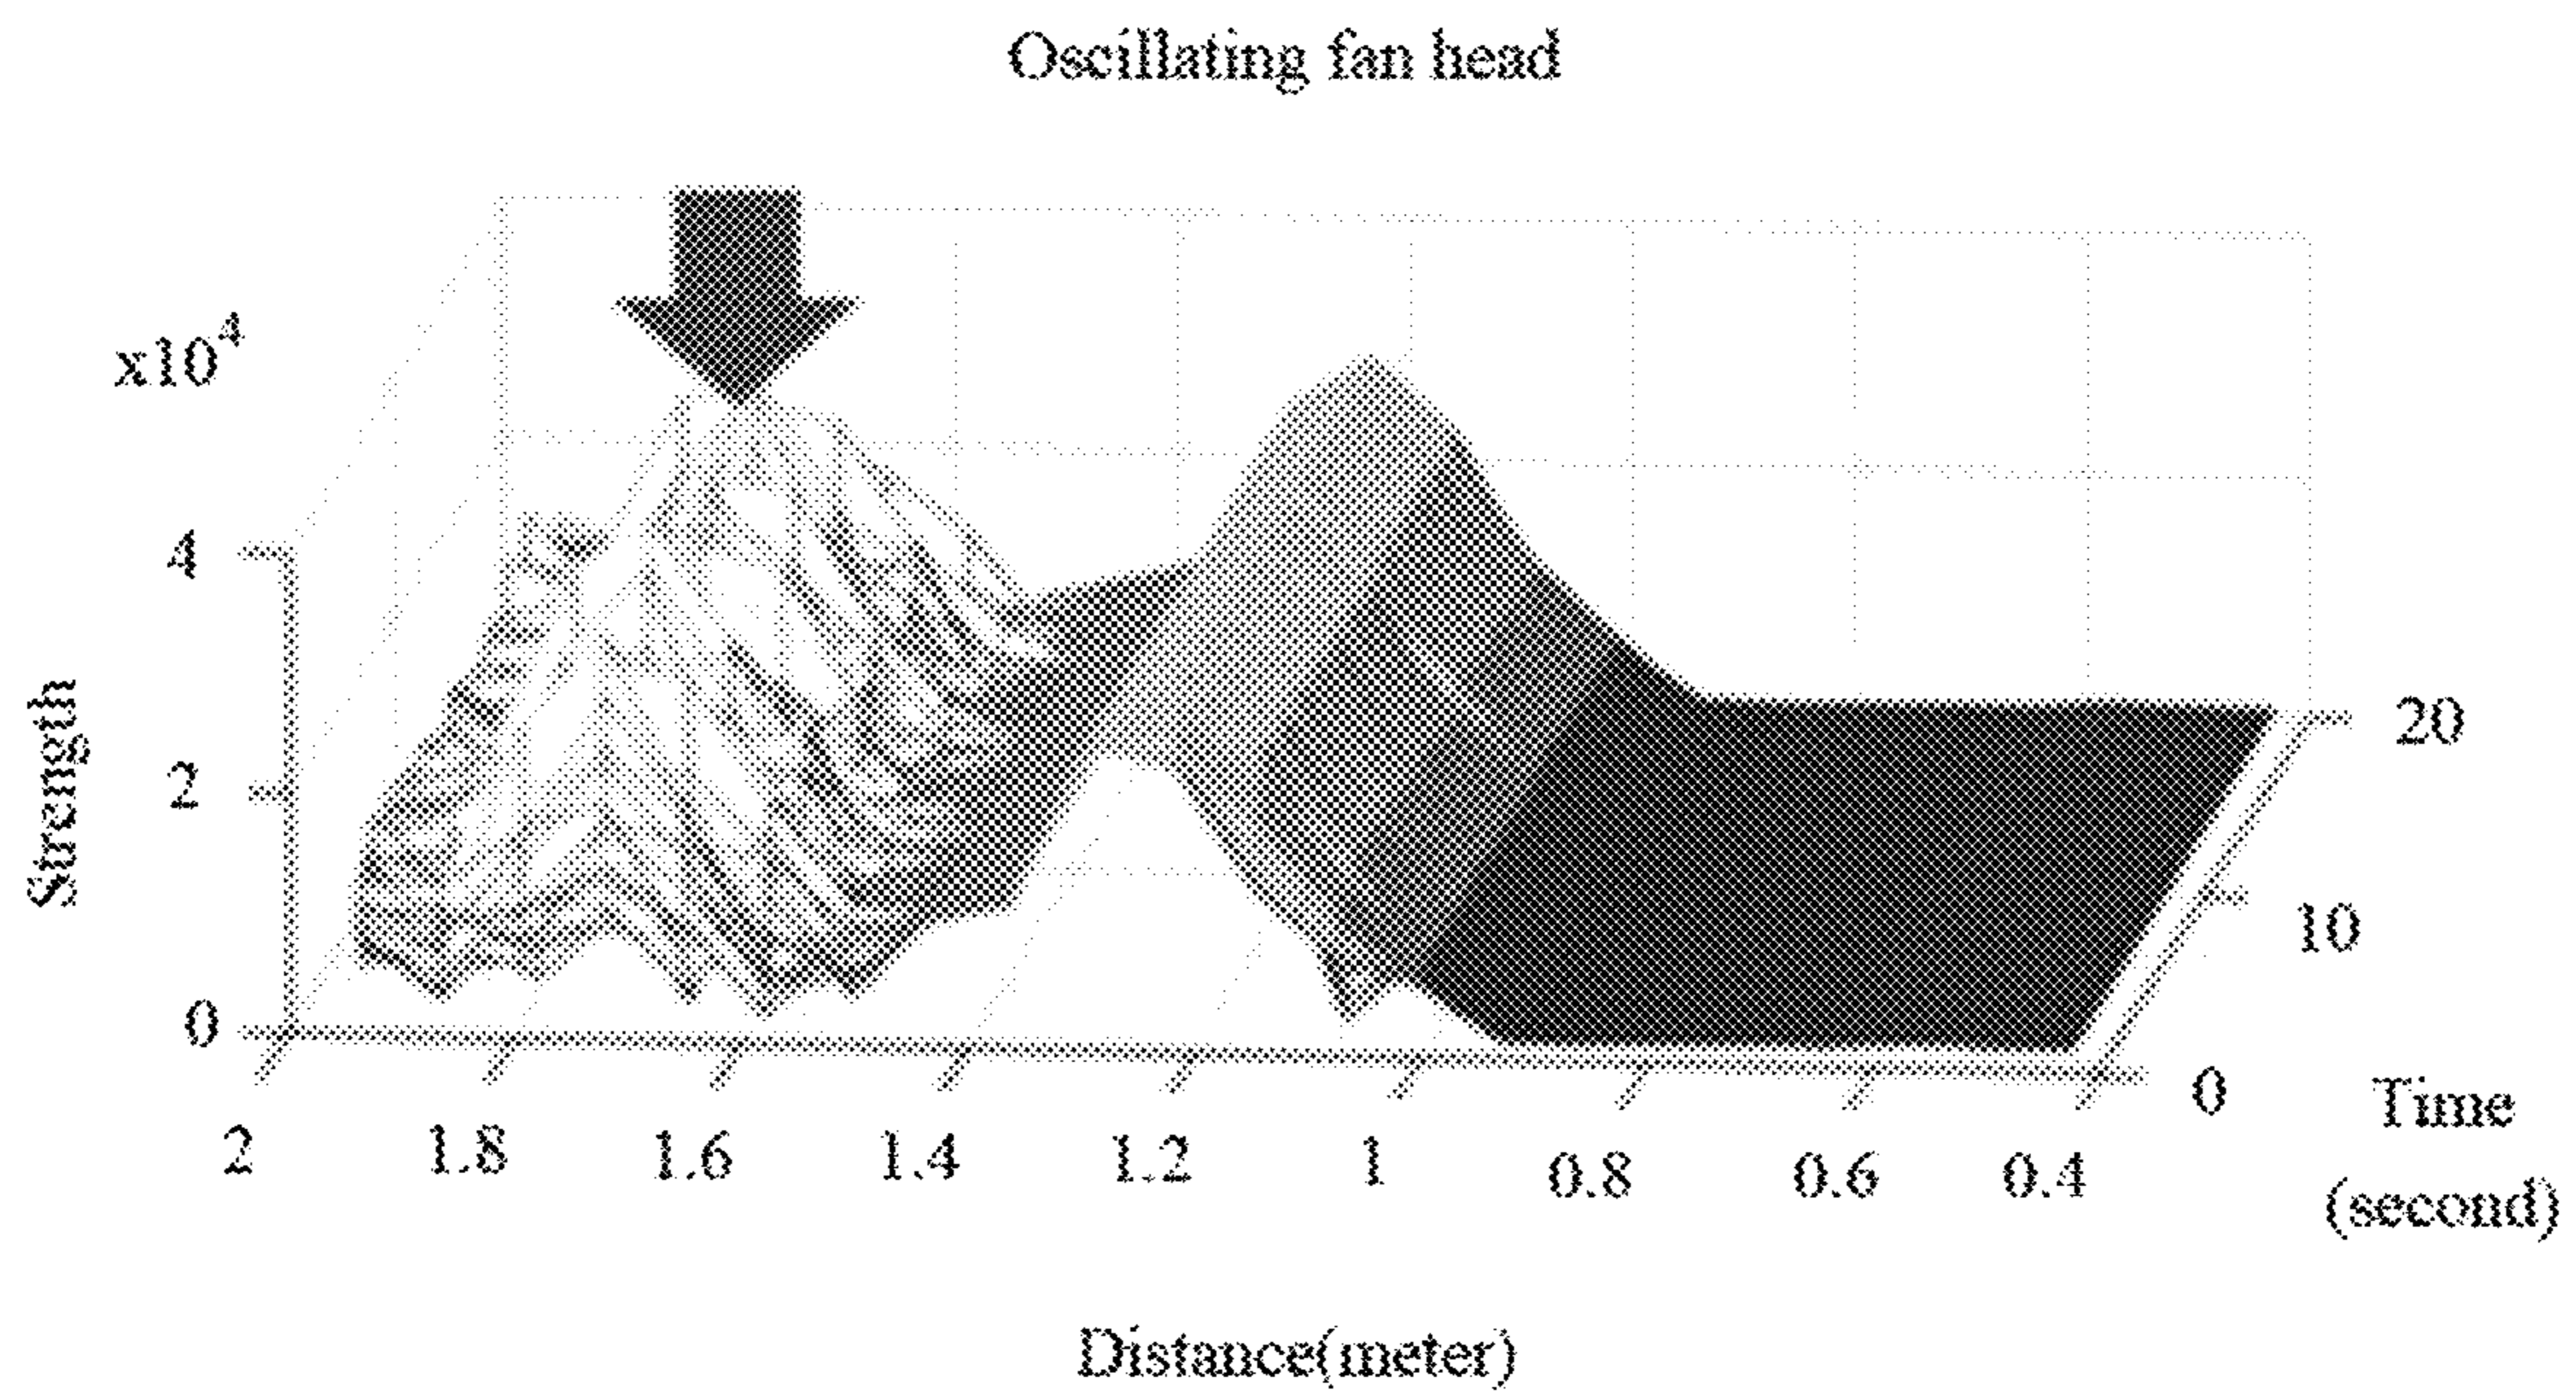 Oscillating fan head
x10^4
4
2
0
Strength
2 1.8 1.6 1.4 1.2 1 0.8 0.6 0.4
20
10
0
Time
(second)
Distance(meter)